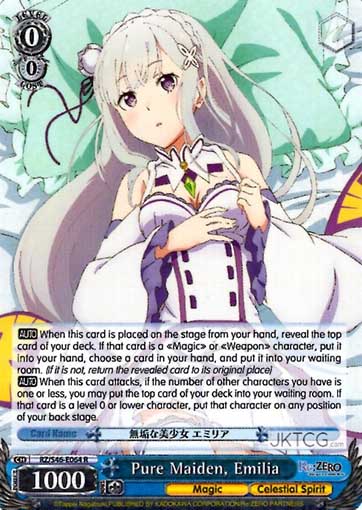 0
0
COST
AUTO When this card is placed on the stage from your hand, reveal the top
card of your deck. If that card is a «Magic» or «Weapon» character, put it
into your hand, choose a card in your hand, and put it into your waiting
room. (If it is not, return the revealed card to its original place)
AUTO When this card attacks, if the number of other characters you have is
one or less, you may put the top card of your deck into your waiting room. If
that card is a level 0 or lower character, put that character on any position
of your back stage.
Card Name
無垢な美少女 エミリア
JKTCG
.COM
RZ/S46-E054 R
1000
Pure Maiden, Emilia
Re:ZERO
Magic
Celestial Spirit